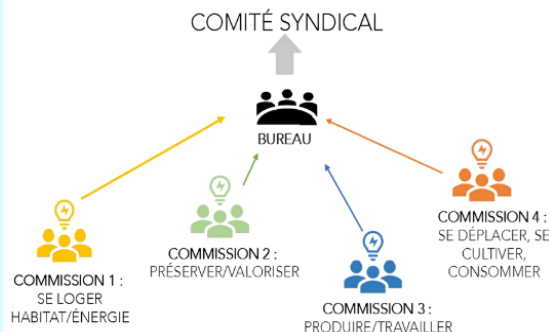 COMITÉ SYNDICAL
BUREAU
COMMISSION 1 :
SE LOGER
HABITAT/ÉNERGIE
COMMISSION 2 :
PRÉSERVER/VALORISER
COMMISSION 3 :
PRODUIRE/TRAVAILLER
COMMISSION 4 :
SE DÉPLACER, SE
CULTIVER,
CONSOMMER